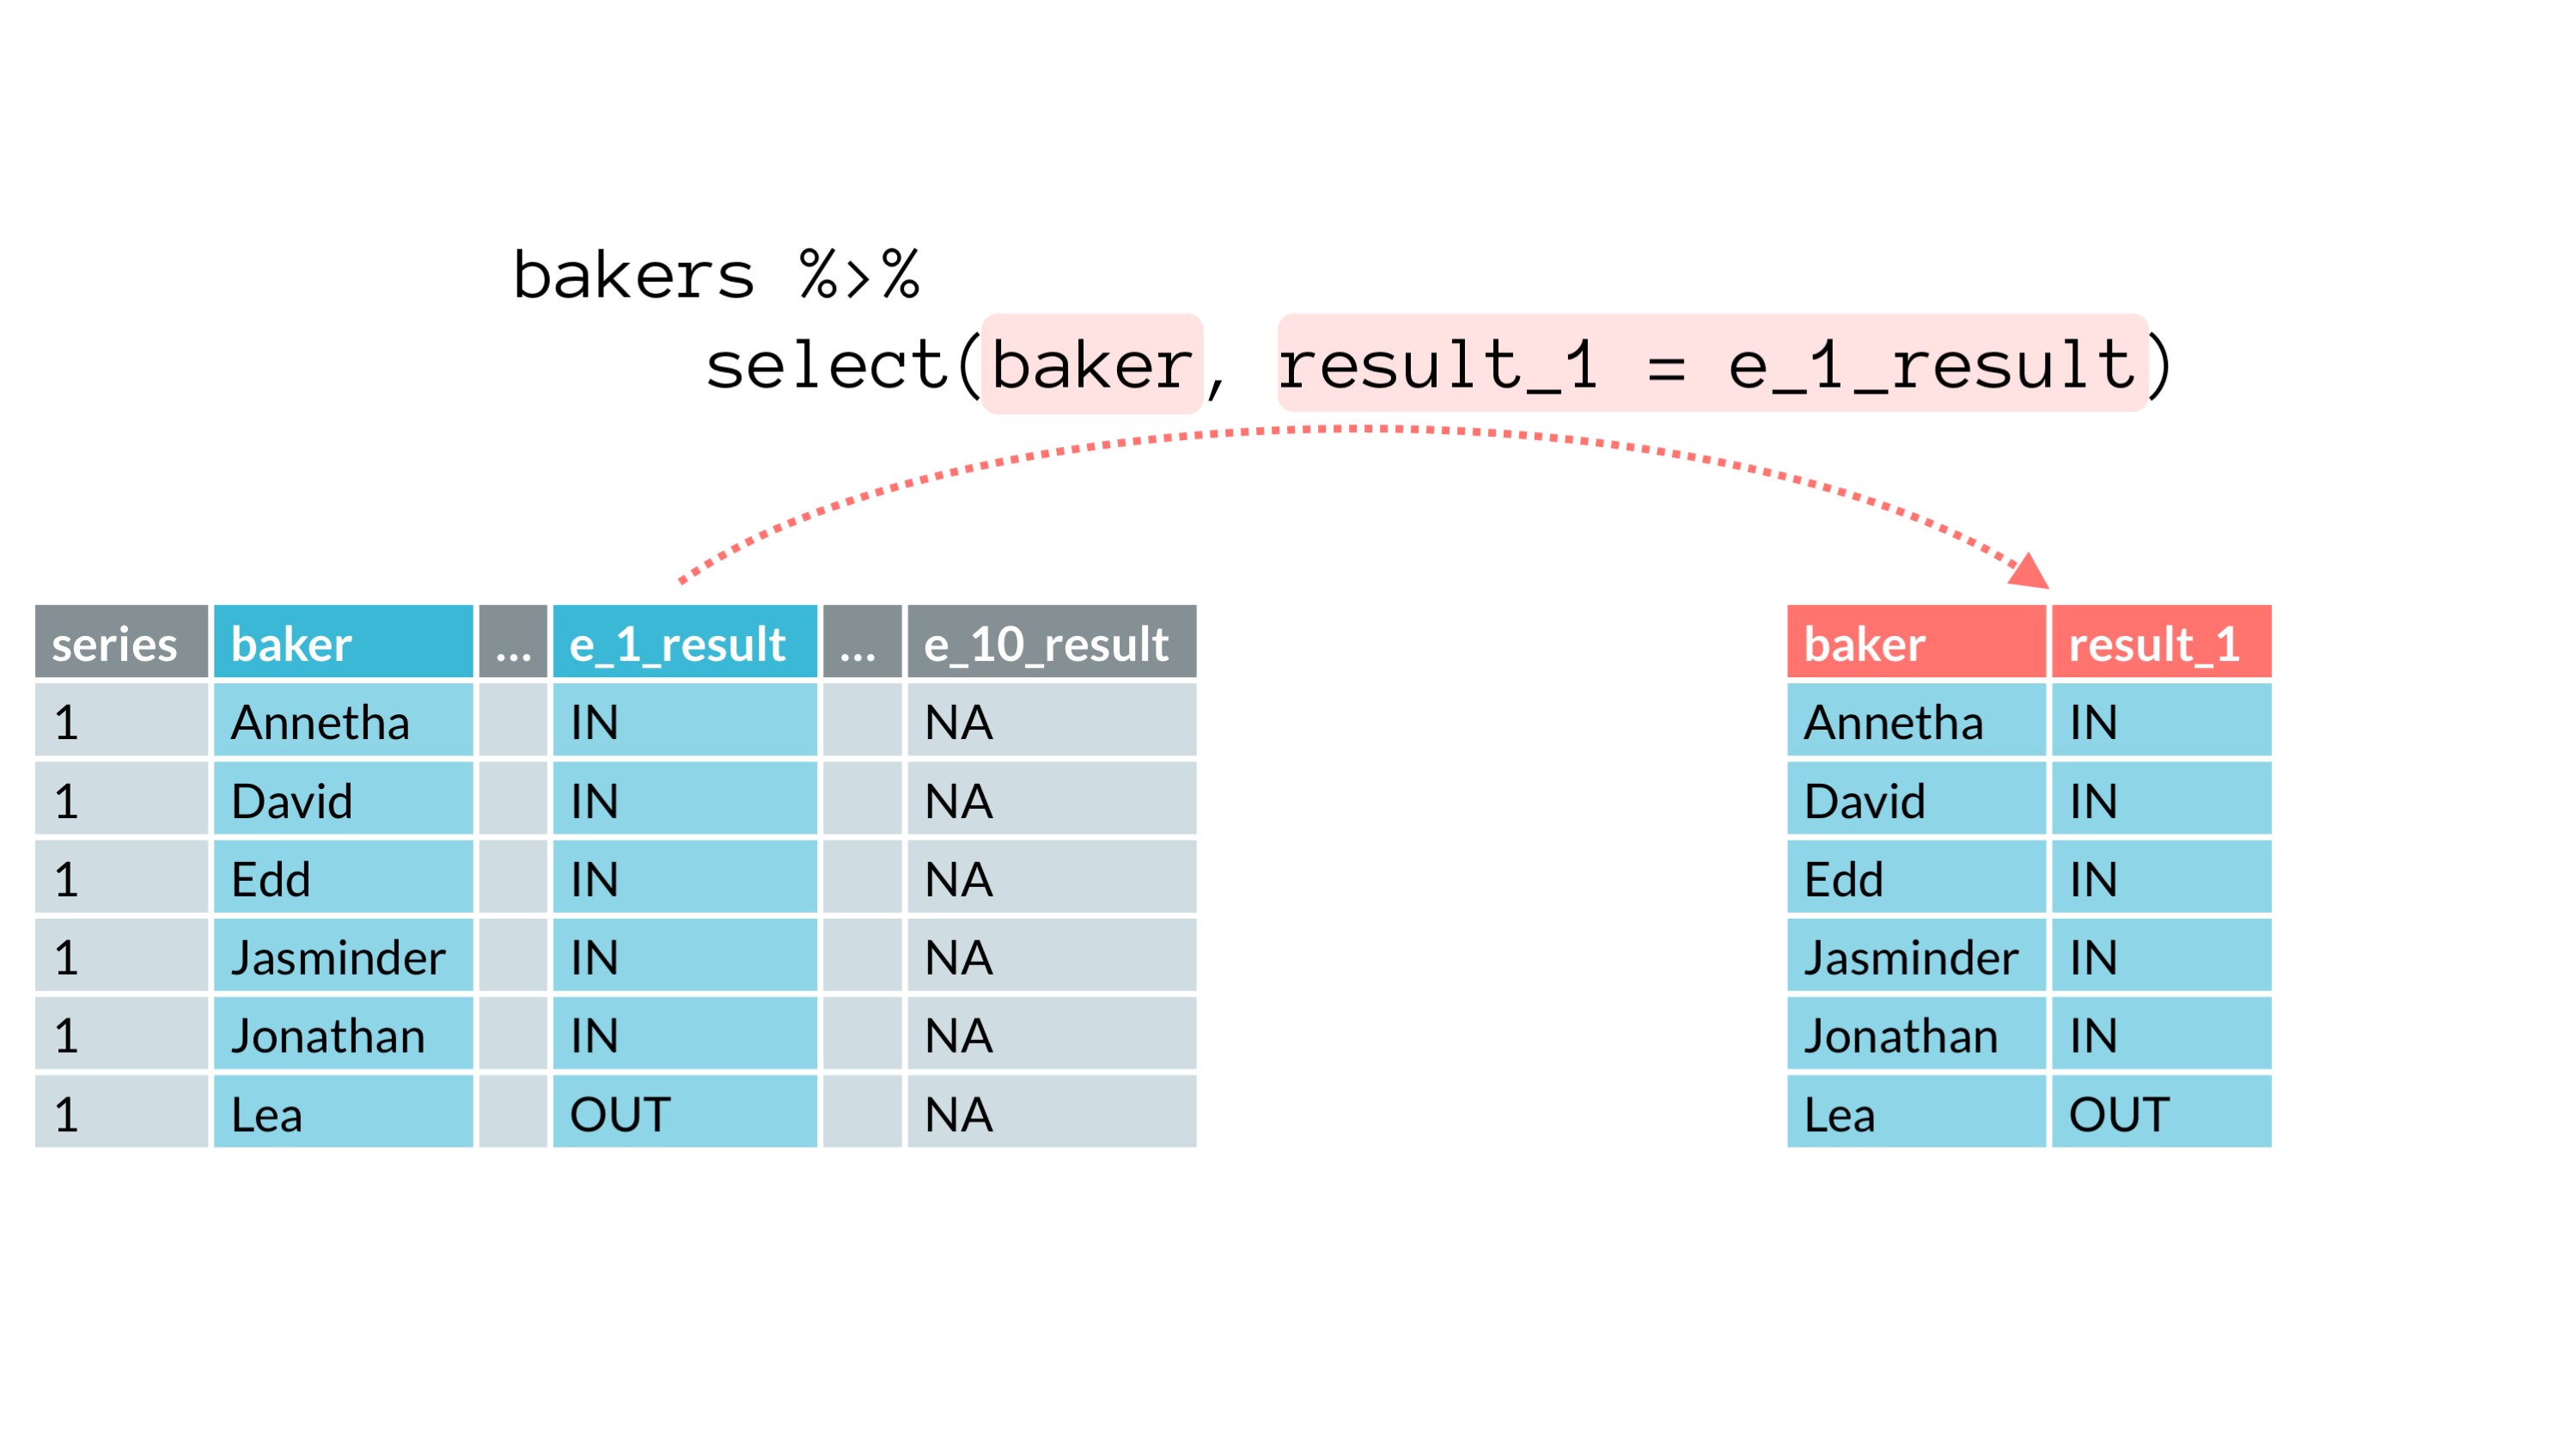 bakers %>%
select(baker, result_1 = e_1_result)
series baker ... e_1_result ... e_10_result
1 Annetha IN NA
1 David IN NA
1 Edd IN NA
1 Jasminder IN NA
1 Jonathan IN NA
1 Lea OUT NA
baker result_1
Annetha IN
David IN
Edd IN
Jasminder IN
Jonathan IN
Lea OUT